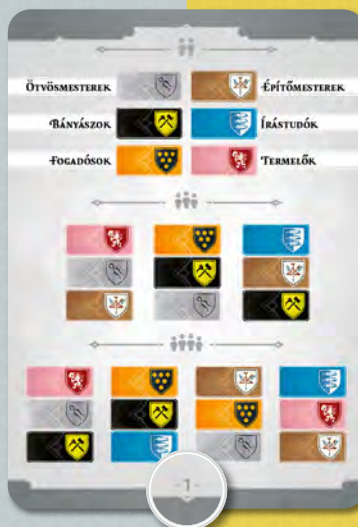 ÖTVÖSMESTEREK ÉPÍTŐMESTEREK
BÁNYÁSZOK ÍRÁSTUDÓK
FOGADÓSOK TERMELŐK
-1-